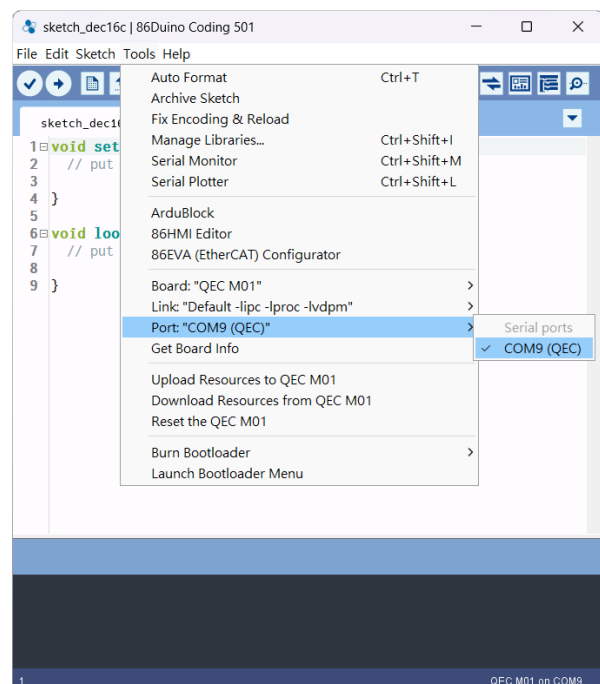 sketch_dec16c | 86Duino Coding 501
File Edit Sketch Tools Help
sketch_dec16
Auto Format Ctrl+T
Archive Sketch
Fix Encoding & Reload
Manage Libraries... Ctrl+Shift+I
Serial Monitor Ctrl+Shift+M
Serial Plotter Ctrl+Shift+L
ArduBlock
86HMI Editor
86EVA (EtherCAT) Configurator
Board: "QEC M01"
Link: "Default -lipc -lproc -lvdpm"
Port: "COM9 (QEC)"
Get Board Info
Upload Resources to QEC M01
Download Resources from QEC M01
Reset the QEC M01
Burn Bootloader
Launch Bootloader Menu
Serial ports
COM9 (QEC)
1 void set
2 // put
3
4 }
5
6 void loo
7 // put
8
9 }
1 QEC M01 on COM9